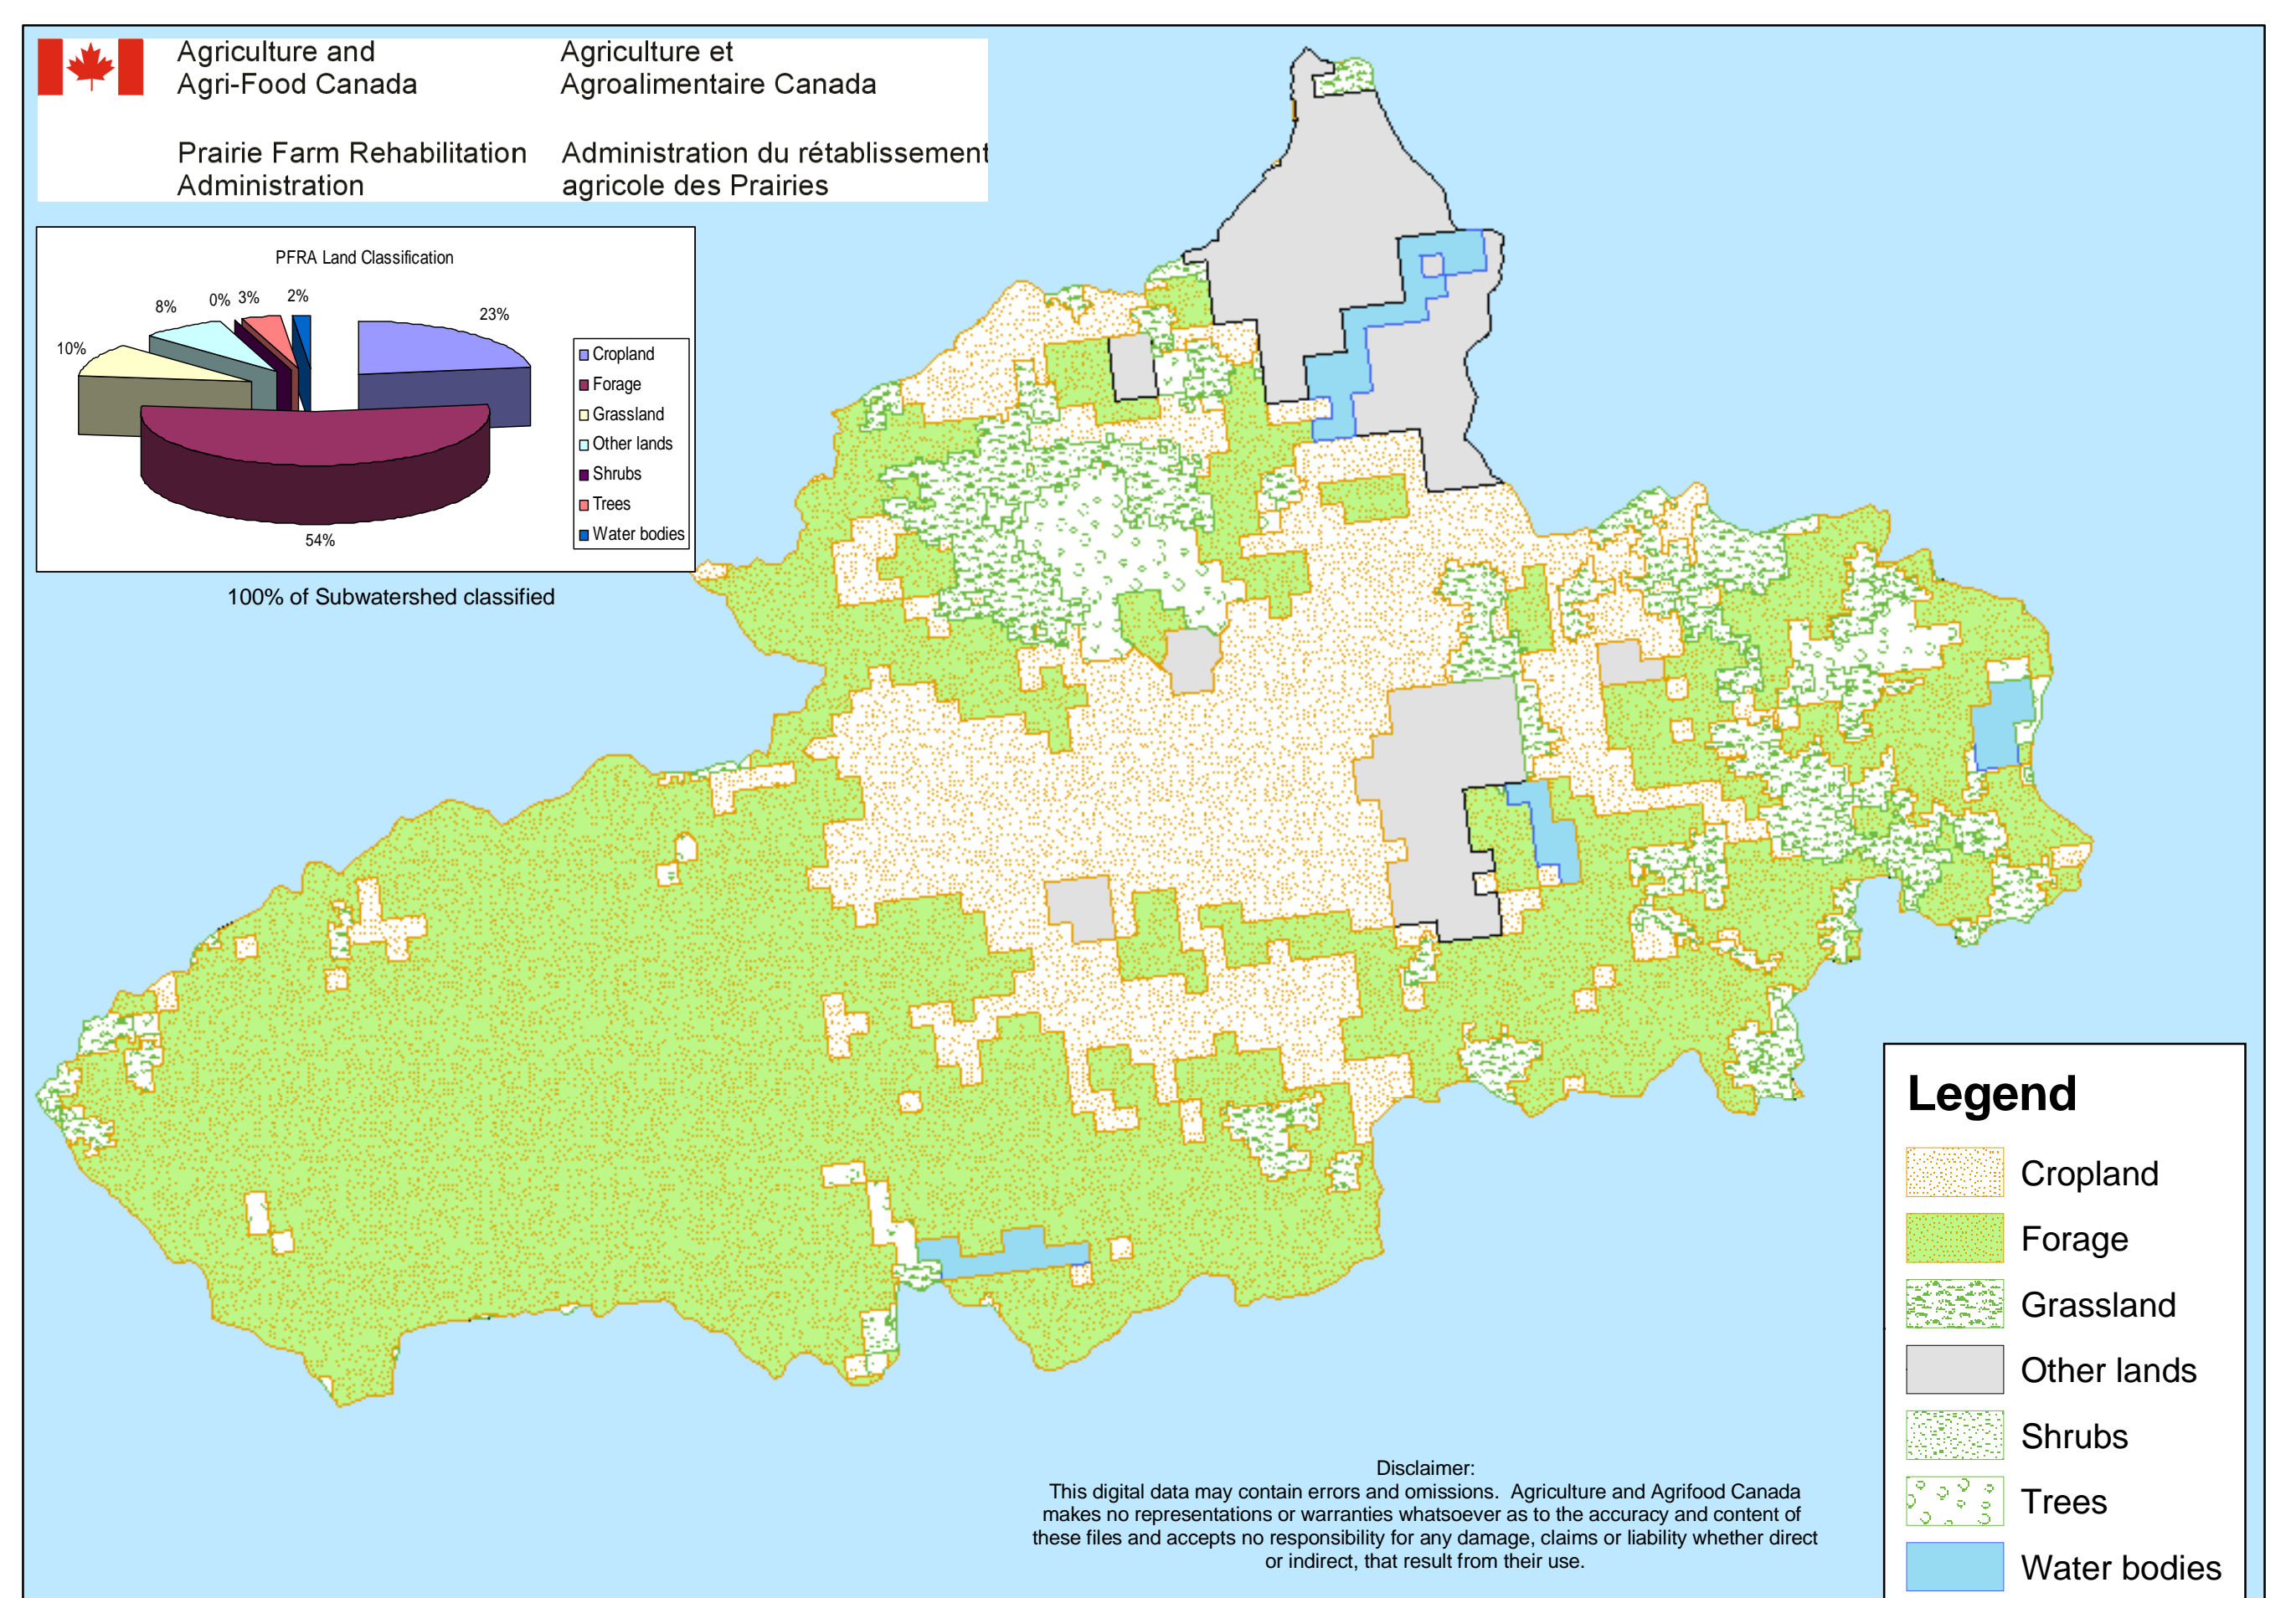 Agriculture and
Agri-Food Canada
Agriculture et
Agroalimentaire Canada
Prairie Farm Rehabilitation
Administration
Administration du rétablissement
agricole des Prairies
PFRA Land Classification
8%
0%
3%
2%
23%
10%
54%
Cropland
Forage
Grassland
Other lands
Shrubs
Trees
Water bodies
100% of Subwatershed classified
Legend
Cropland
Forage
Grassland
Other lands
Shrubs
Trees
Water bodies
Disclaimer:
This digital data may contain errors and omissions. Agriculture and Agrifood Canada
makes no representations or warranties whatsoever as to the accuracy and content of
these files and accepts no responsibility for any damage, claims or liability whether direct
or indirect, that result from their use.